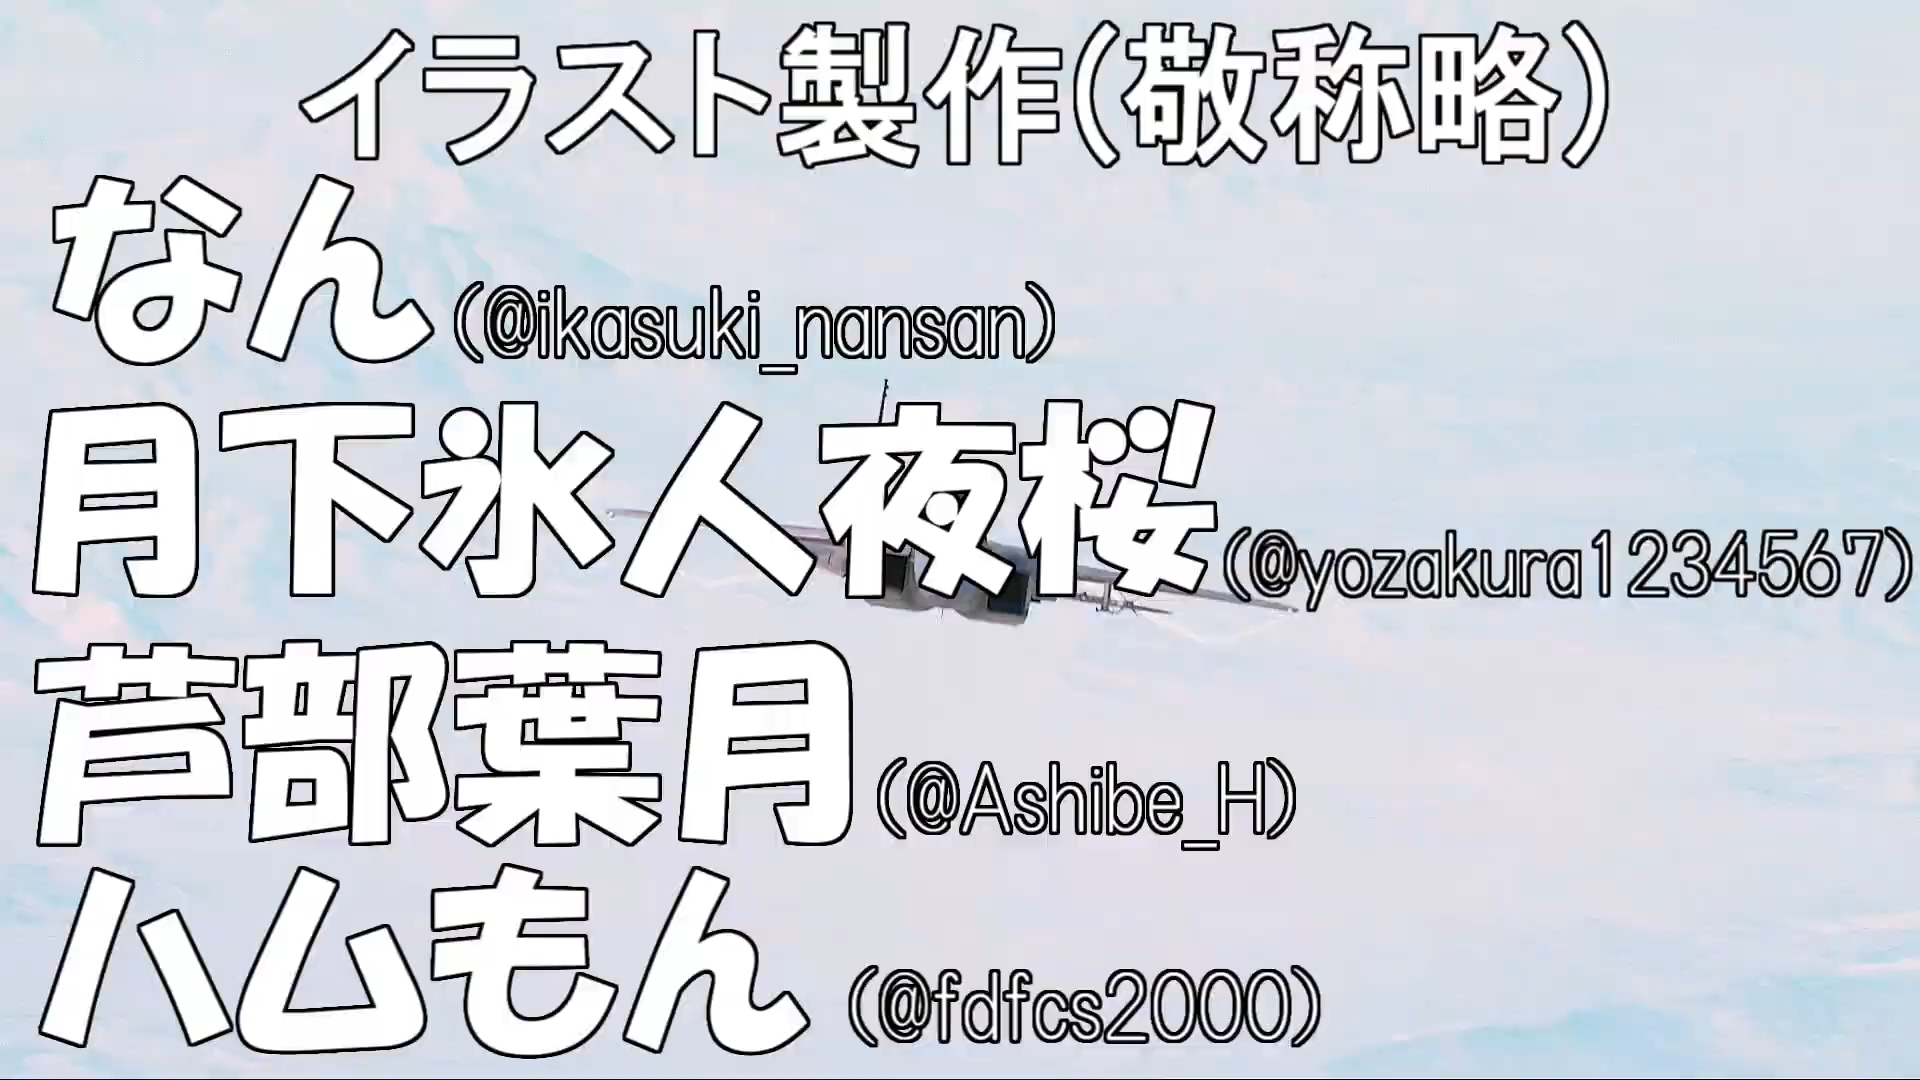 イラスト製作(敬称略)
なん(@ikasuki_nansan)
月下氷人夜桜(@yozakura1234567)
芦部葉月(@Ashibe_H)
ハムもん(@fdfcs2000)